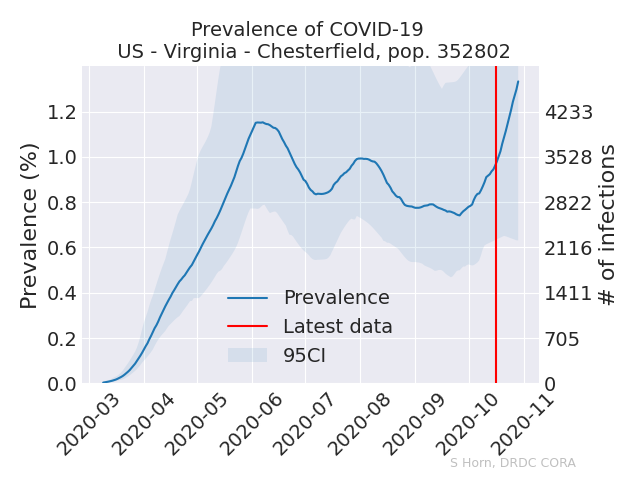 Prevalence of COVID-19
US - Virginia - Chesterfield, pop. 352802
Prevalence (%)
1.2
1.0
0.8
0.6
0.4
0.2
0.0
4233
3528
2822
2116
1411
705
0
# of infections
Prevalence
Latest data
95CI
2020-03
2020-04
2020-05
2020-06
2020-07
2020-08
2020-09
2020-10
2020-11
S Horn, DRDC CORA